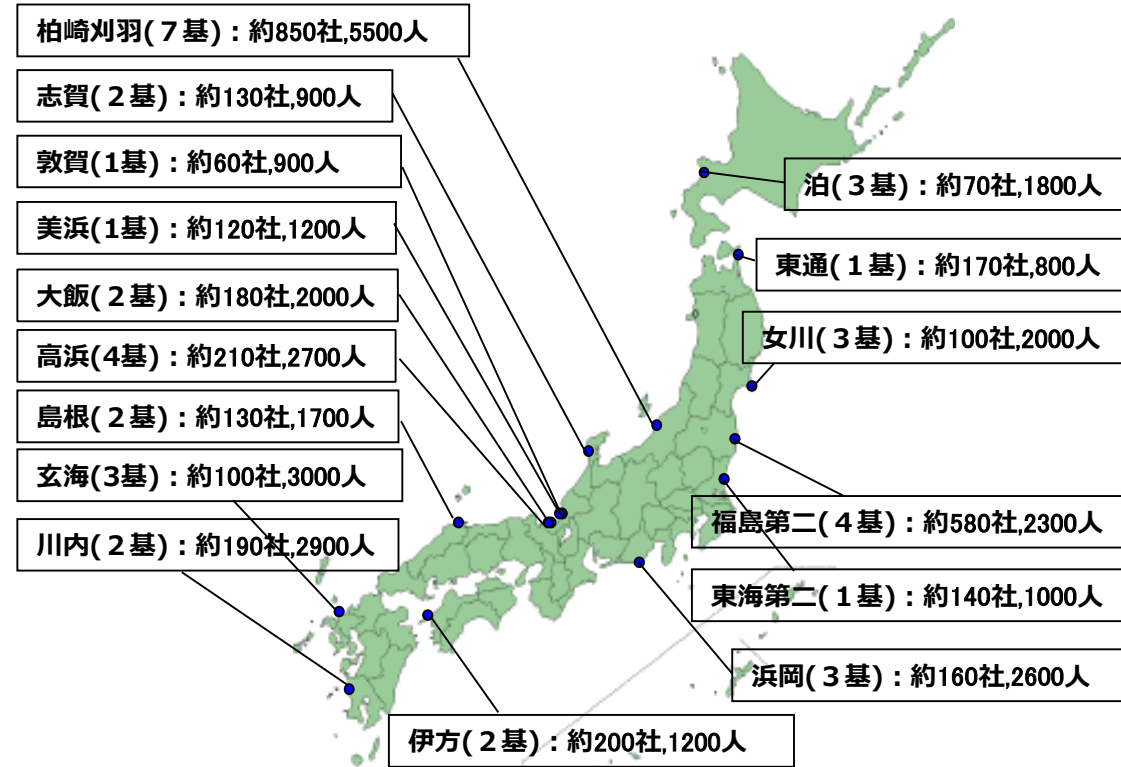 柏崎刈羽(７基)：約850社,5500人
志賀(２基)：約130社,900人
敦賀(1基)：約60社,900人
美浜(1基)：約120社,1200人
大飯(２基)：約180社,2000人
高浜(4基)：約210社,2700人
島根(２基)：約130社,1700人
玄海(3基)：約100社,3000人
川内(２基)：約190社,2900人
泊(３基)：約70社,1800人
東通(１基)：約170社,800人
女川(３基)：約100社,2000人
福島第二(４基)：約580社,2300人
東海第二(１基)：約140社,1000人
浜岡(３基)：約160社,2600人
伊方(２基)：約200社,1200人